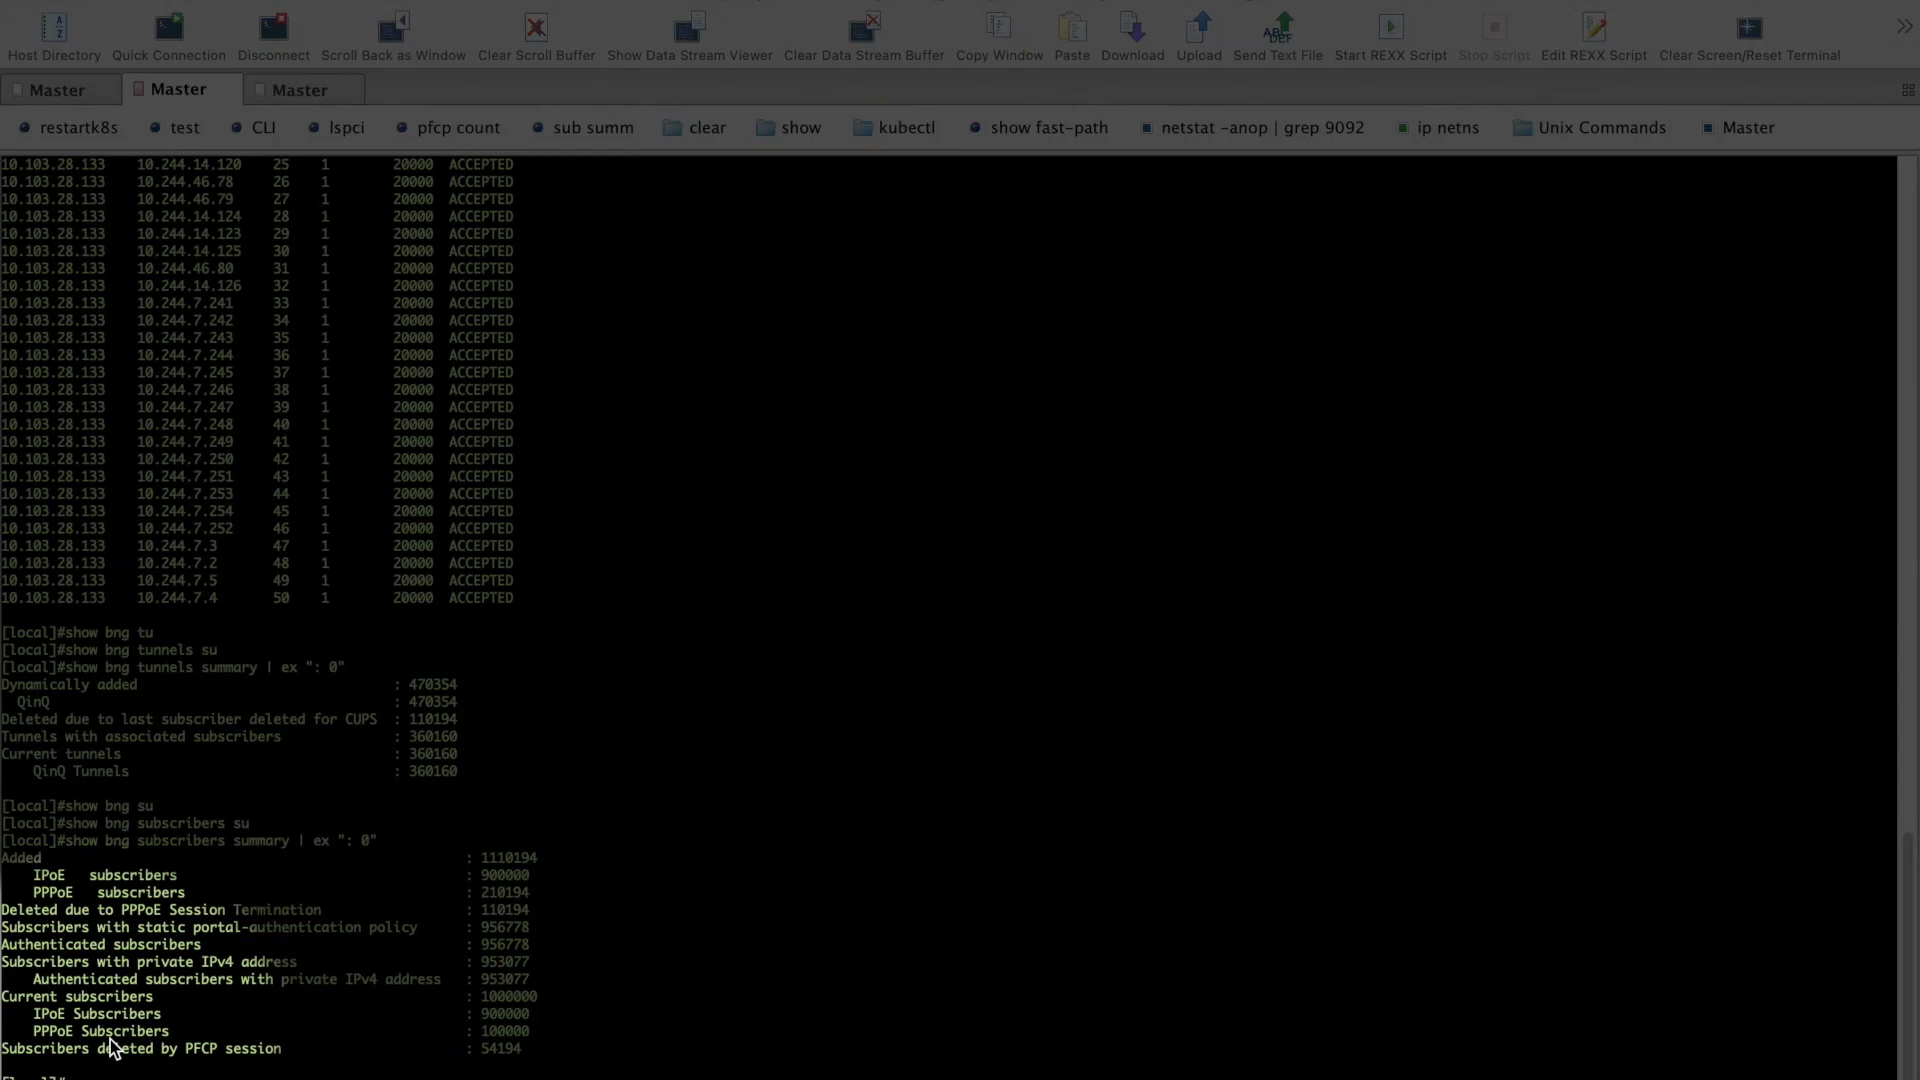 Host Directory Quick Connection Disconnect Scroll Back as Window Clear Scroll Buffer Show Data Stream Viewer Clear Data Stream Buffer Copy Window Paste Download Upload Send Text File Start REXX Script Stop Script Edit REXX Script Clear Screen/Reset Terminal
Master Master Master
restartk8s test CLI lspci pfcp count sub summ clear show kubectl show fast-path netstat -anop | grep 9092 ip netns Unix Commands Master
10.103.28.133 10.244.14.120 25 1 20000 ACCEPTED
10.103.28.133 10.244.46.78 26 1 20000 ACCEPTED
10.103.28.133 10.244.46.79 27 1 20000 ACCEPTED
10.103.28.133 10.244.14.124 28 1 20000 ACCEPTED
10.103.28.133 10.244.14.123 29 1 20000 ACCEPTED
10.103.28.133 10.244.14.125 30 1 20000 ACCEPTED
10.103.28.133 10.244.46.80 31 1 20000 ACCEPTED
10.103.28.133 10.244.14.126 32 1 20000 ACCEPTED
10.103.28.133 10.244.7.241 33 1 20000 ACCEPTED
10.103.28.133 10.244.7.242 34 1 20000 ACCEPTED
10.103.28.133 10.244.7.243 35 1 20000 ACCEPTED
10.103.28.133 10.244.7.244 36 1 20000 ACCEPTED
10.103.28.133 10.244.7.245 37 1 20000 ACCEPTED
10.103.28.133 10.244.7.246 38 1 20000 ACCEPTED
10.103.28.133 10.244.7.247 39 1 20000 ACCEPTED
10.103.28.133 10.244.7.248 40 1 20000 ACCEPTED
10.103.28.133 10.244.7.249 41 1 20000 ACCEPTED
10.103.28.133 10.244.7.250 42 1 20000 ACCEPTED
10.103.28.133 10.244.7.251 43 1 20000 ACCEPTED
10.103.28.133 10.244.7.253 44 1 20000 ACCEPTED
10.103.28.133 10.244.7.254 45 1 20000 ACCEPTED
10.103.28.133 10.244.7.252 46 1 20000 ACCEPTED
10.103.28.133 10.244.7.3 47 1 20000 ACCEPTED
10.103.28.133 10.244.7.2 48 1 20000 ACCEPTED
10.103.28.133 10.244.7.5 49 1 20000 ACCEPTED
10.103.28.133 10.244.7.4 50 1 20000 ACCEPTED
[local]#show bng tu
[local]#show bng tunnels su
[local]#show bng tunnels summary | ex ": 0"
Dynamically added : 470354
QinQ : 470354
Deleted due to last subscriber deleted for CUPS : 110194
Tunnels with associated subscribers : 360160
Current tunnels : 360160
QinQ Tunnels : 360160
[local]#show bng su
[local]#show bng subscribers su
[local]#show bng subscribers summary | ex ": 0"
Added : 1110194
IPoE subscribers : 900000
PPPoE subscribers : 210194
Deleted due to PPPoE Session Termination : 110194
Subscribers with static portal-authentication policy : 956778
Authenticated subscribers : 956778
Subscribers with private IPv4 address : 953077
Authenticated subscribers with private IPv4 address : 953077
Current subscribers : 1000000
IPoE Subscribers : 900000
PPPoE Subscribers : 100000
Subscribers deleted by PFCP session : 54194